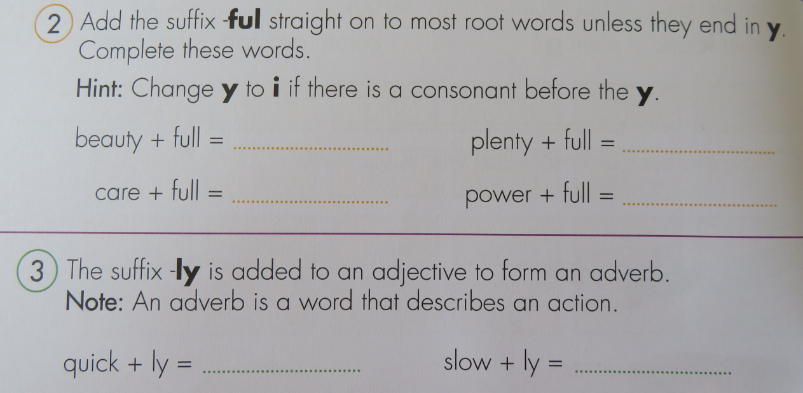 2 Add the suffix -ful straight on to most root words unless they end in y.
Complete these words.
Hint: Change y to i if there is a consonant before the y.
beauty + full = ........................ plenty + full = ........................
care + full = ........................ power + full = ........................
3 The suffix -ly is added to an adjective to form an adverb.
Note: An adverb is a word that describes an action.
quick + ly = ........................ slow + ly = ........................